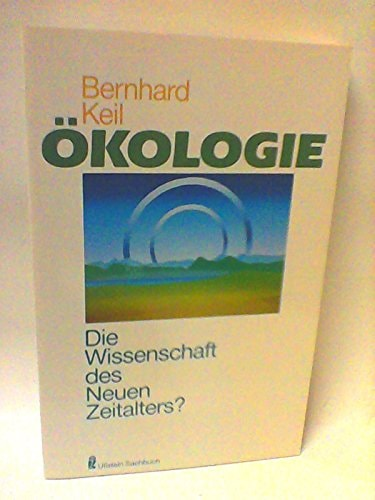 Bernhard
Keil
ÖKOLOGIE
Die
Wissenschaft
des
Neuen
Zeitalters?
Ullstein Sachbuch